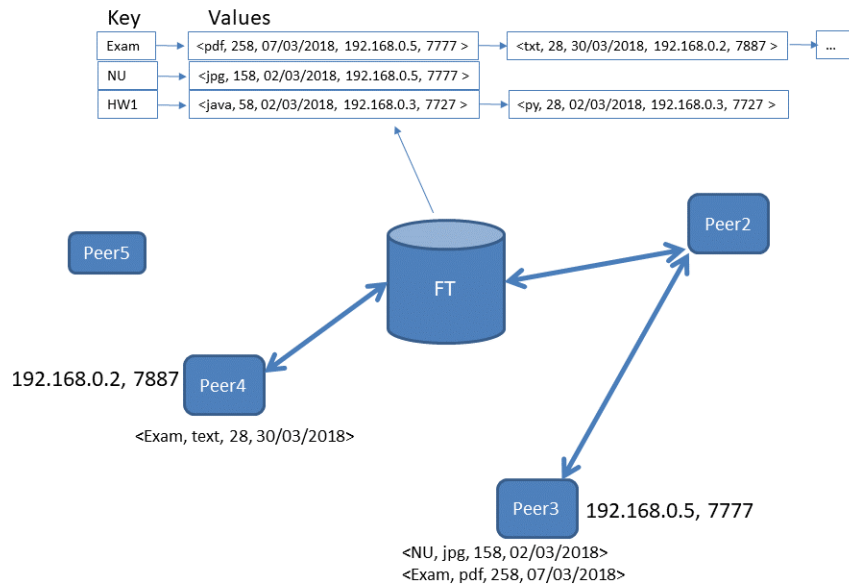 Key Values
Exam <pdf, 258, 07/03/2018, 192.168.0.5, 7777 > <txt, 28, 30/03/2018, 192.168.0.2, 7887 > ...
NU <jpg, 158, 02/03/2018, 192.168.0.5, 7777 >
HW1 <java, 58, 02/03/2018, 192.168.0.3, 7727 > <py, 28, 02/03/2018, 192.168.0.3, 7727 >
Peer2
Peer5
FT
192.168.0.2, 7887 Peer4
<Exam, text, 28, 30/03/2018>
Peer3 192.168.0.5, 7777
<NU, jpg, 158, 02/03/2018>
<Exam, pdf, 258, 07/03/2018>